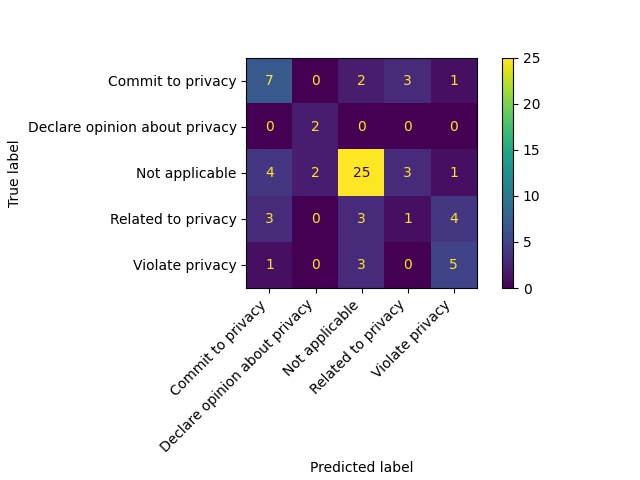 Commit to privacy 7 0 2 3 1
Declare opinion about privacy 0 2 0 0 0
Not applicable 4 2 25 3 1
Related to privacy 3 0 3 1 4
Violate privacy 1 0 3 0 5
True label
Commit to privacy
Declare opinion about privacy
Not applicable
Related to privacy
Violate privacy
Predicted label
25
20
15
10
5
0